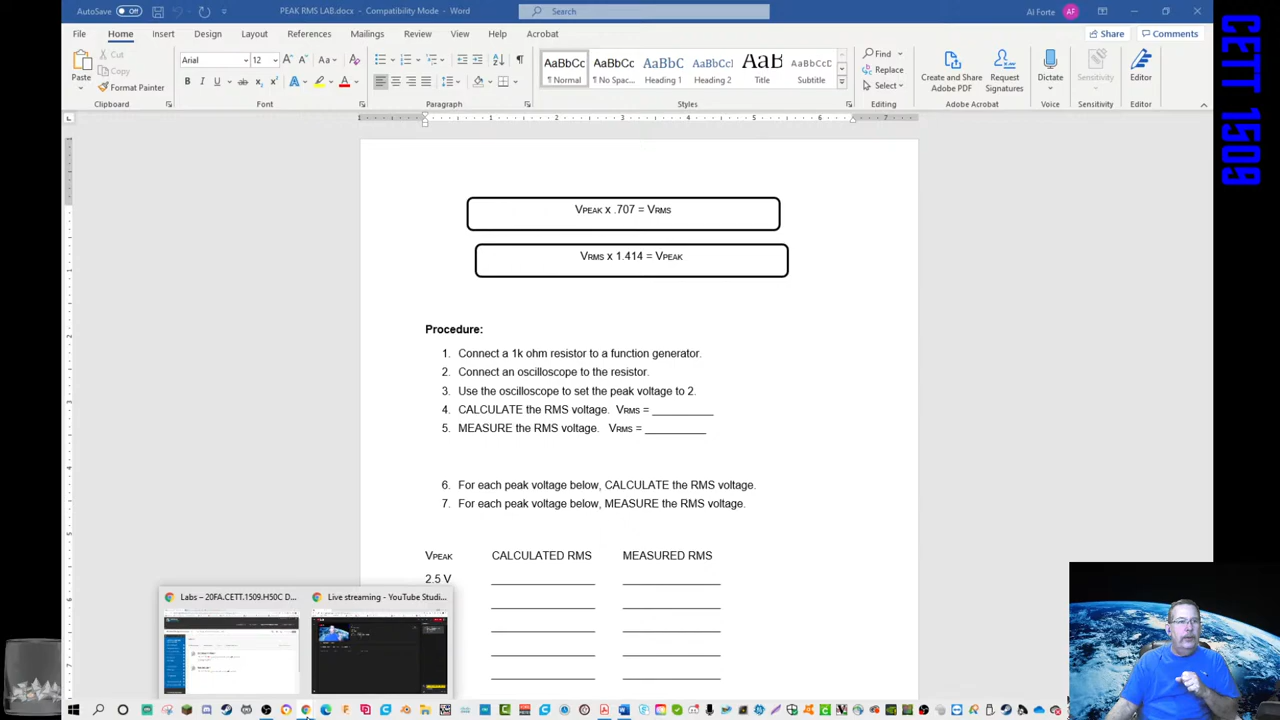 AutoSave Off
PEAK RMS LAB.docx - Compatibility Mode - Word
Search
Al Forte
AF
File Home Insert Design Layout References Mailings Review View Help Acrobat
Share Comments
Paste
Cut
Copy
Format Painter
Arial 12
AaBbCc AaBbCc AaBbC AaBbCc AaB AaBbCc
¶ Normal ¶ No Spac... Heading 1 Heading 2 Title Subtitle
Find
Replace
Select
Create and Share Adobe PDF
Request Signatures
Dictate
Sensitivity
Editor
Clipboard Font Paragraph Styles Editing Adobe Acrobat Voice Sensitivity Editor
CETT 1509
VPEAK x .707 = VRMS
VRMS x 1.414 = VPEAK
Procedure:
1. Connect a 1k ohm resistor to a function generator.
2. Connect an oscilloscope to the resistor.
3. Use the oscilloscope to set the peak voltage to 2.
4. CALCULATE the RMS voltage. VRMS = __________
5. MEASURE the RMS voltage. VRMS = __________
6. For each peak voltage below, CALCULATE the RMS voltage.
7. For each peak voltage below, MEASURE the RMS voltage.
VPEAK CALCULATED RMS MEASURED RMS
2.5 V
Labs – 20FA.CETT.1509.H50C D...
Live streaming - YouTube Studi...